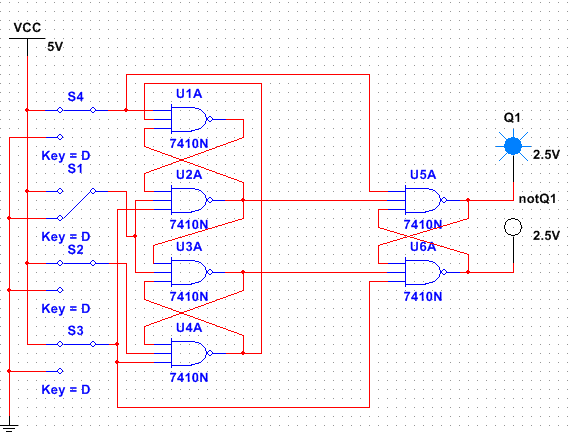 VCC
5V
S4
U1A
Q1
7410N
2.5V
Key = D
S1
U2A
U5A
notQ1
7410N
7410N
2.5V
Key = D
S2
U3A
U6A
7410N
7410N
Key = D
S3
U4A
7410N
Key = D